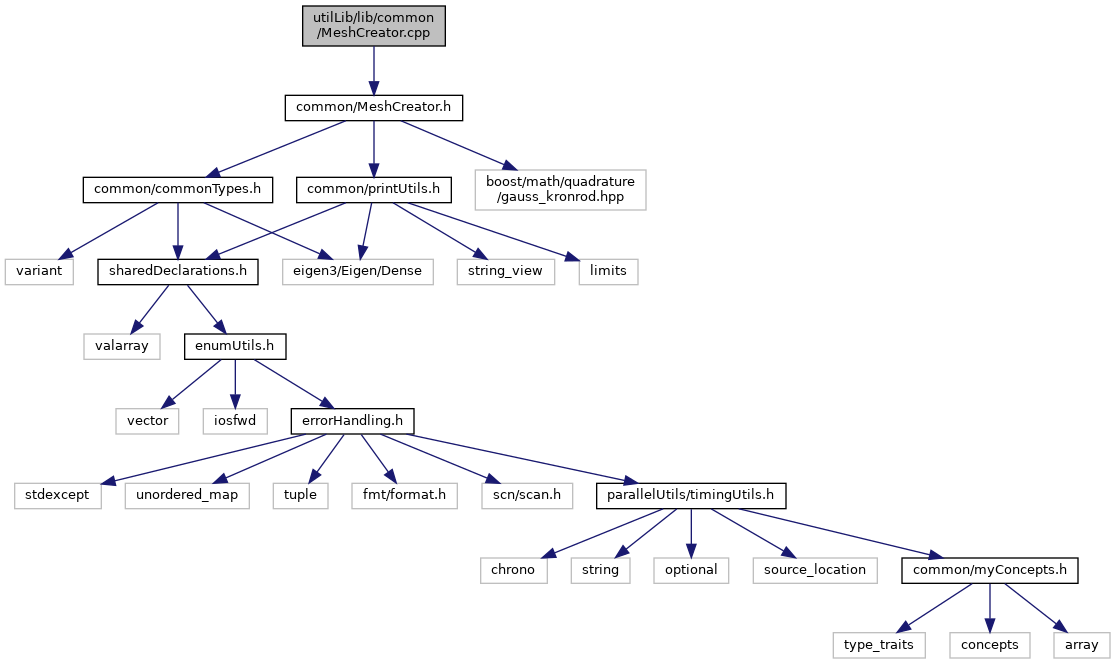 utilLib/lib/common
/MeshCreator.cpp
common/MeshCreator.h
common/commonTypes.h
common/printUtils.h
boost/math/quadrature
/gauss_kronrod.hpp
variant
sharedDeclarations.h
eigen3/Eigen/Dense
string_view
limits
valarray
enumUtils.h
vector
iosfwd
errorHandling.h
stdexcept
unordered_map
tuple
fmt/format.h
scn/scan.h
parallelUtils/timingUtils.h
chrono
string
optional
source_location
common/myConcepts.h
type_traits
concepts
array